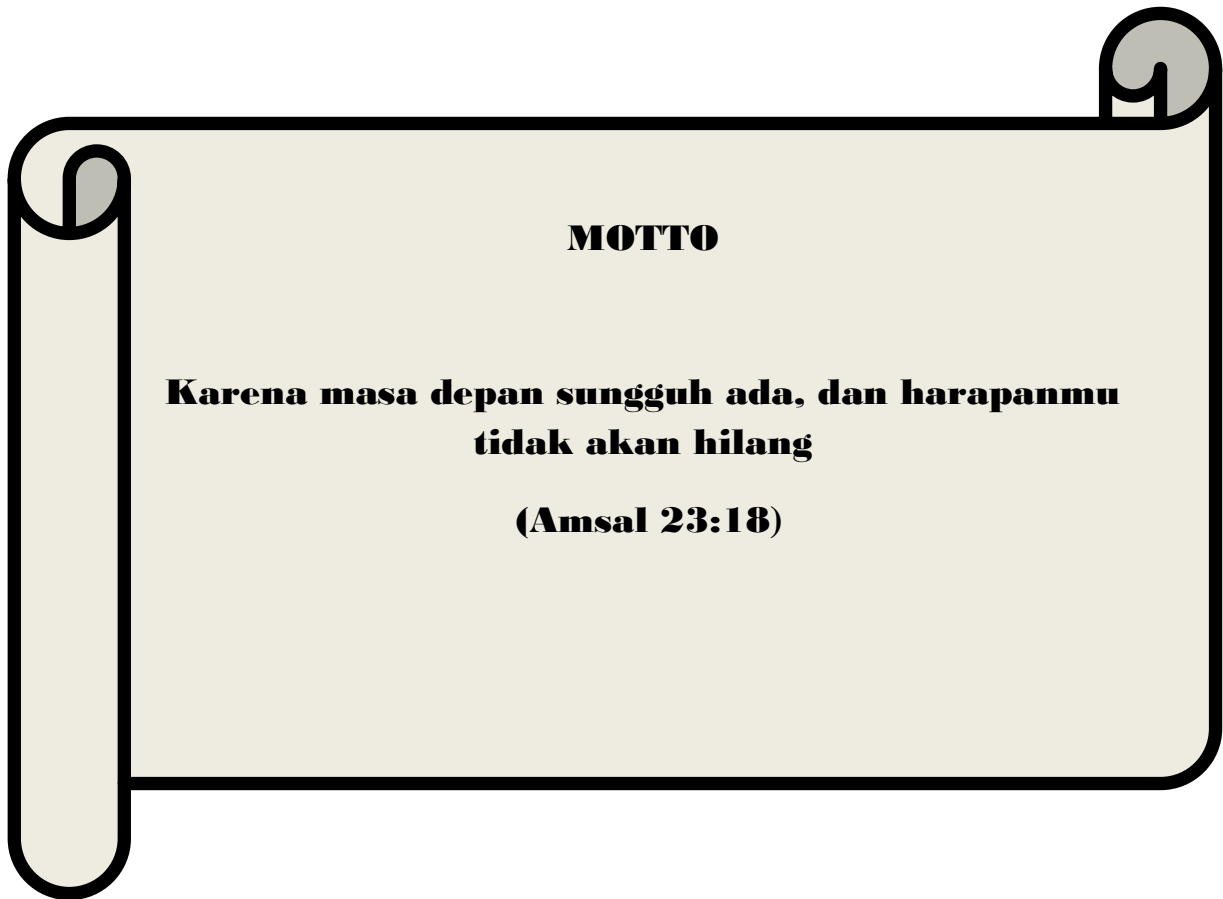 MOTTO
Karena masa depan sungguh ada, dan harapanmu
tidak akan hilang
(Amsal 23:18)